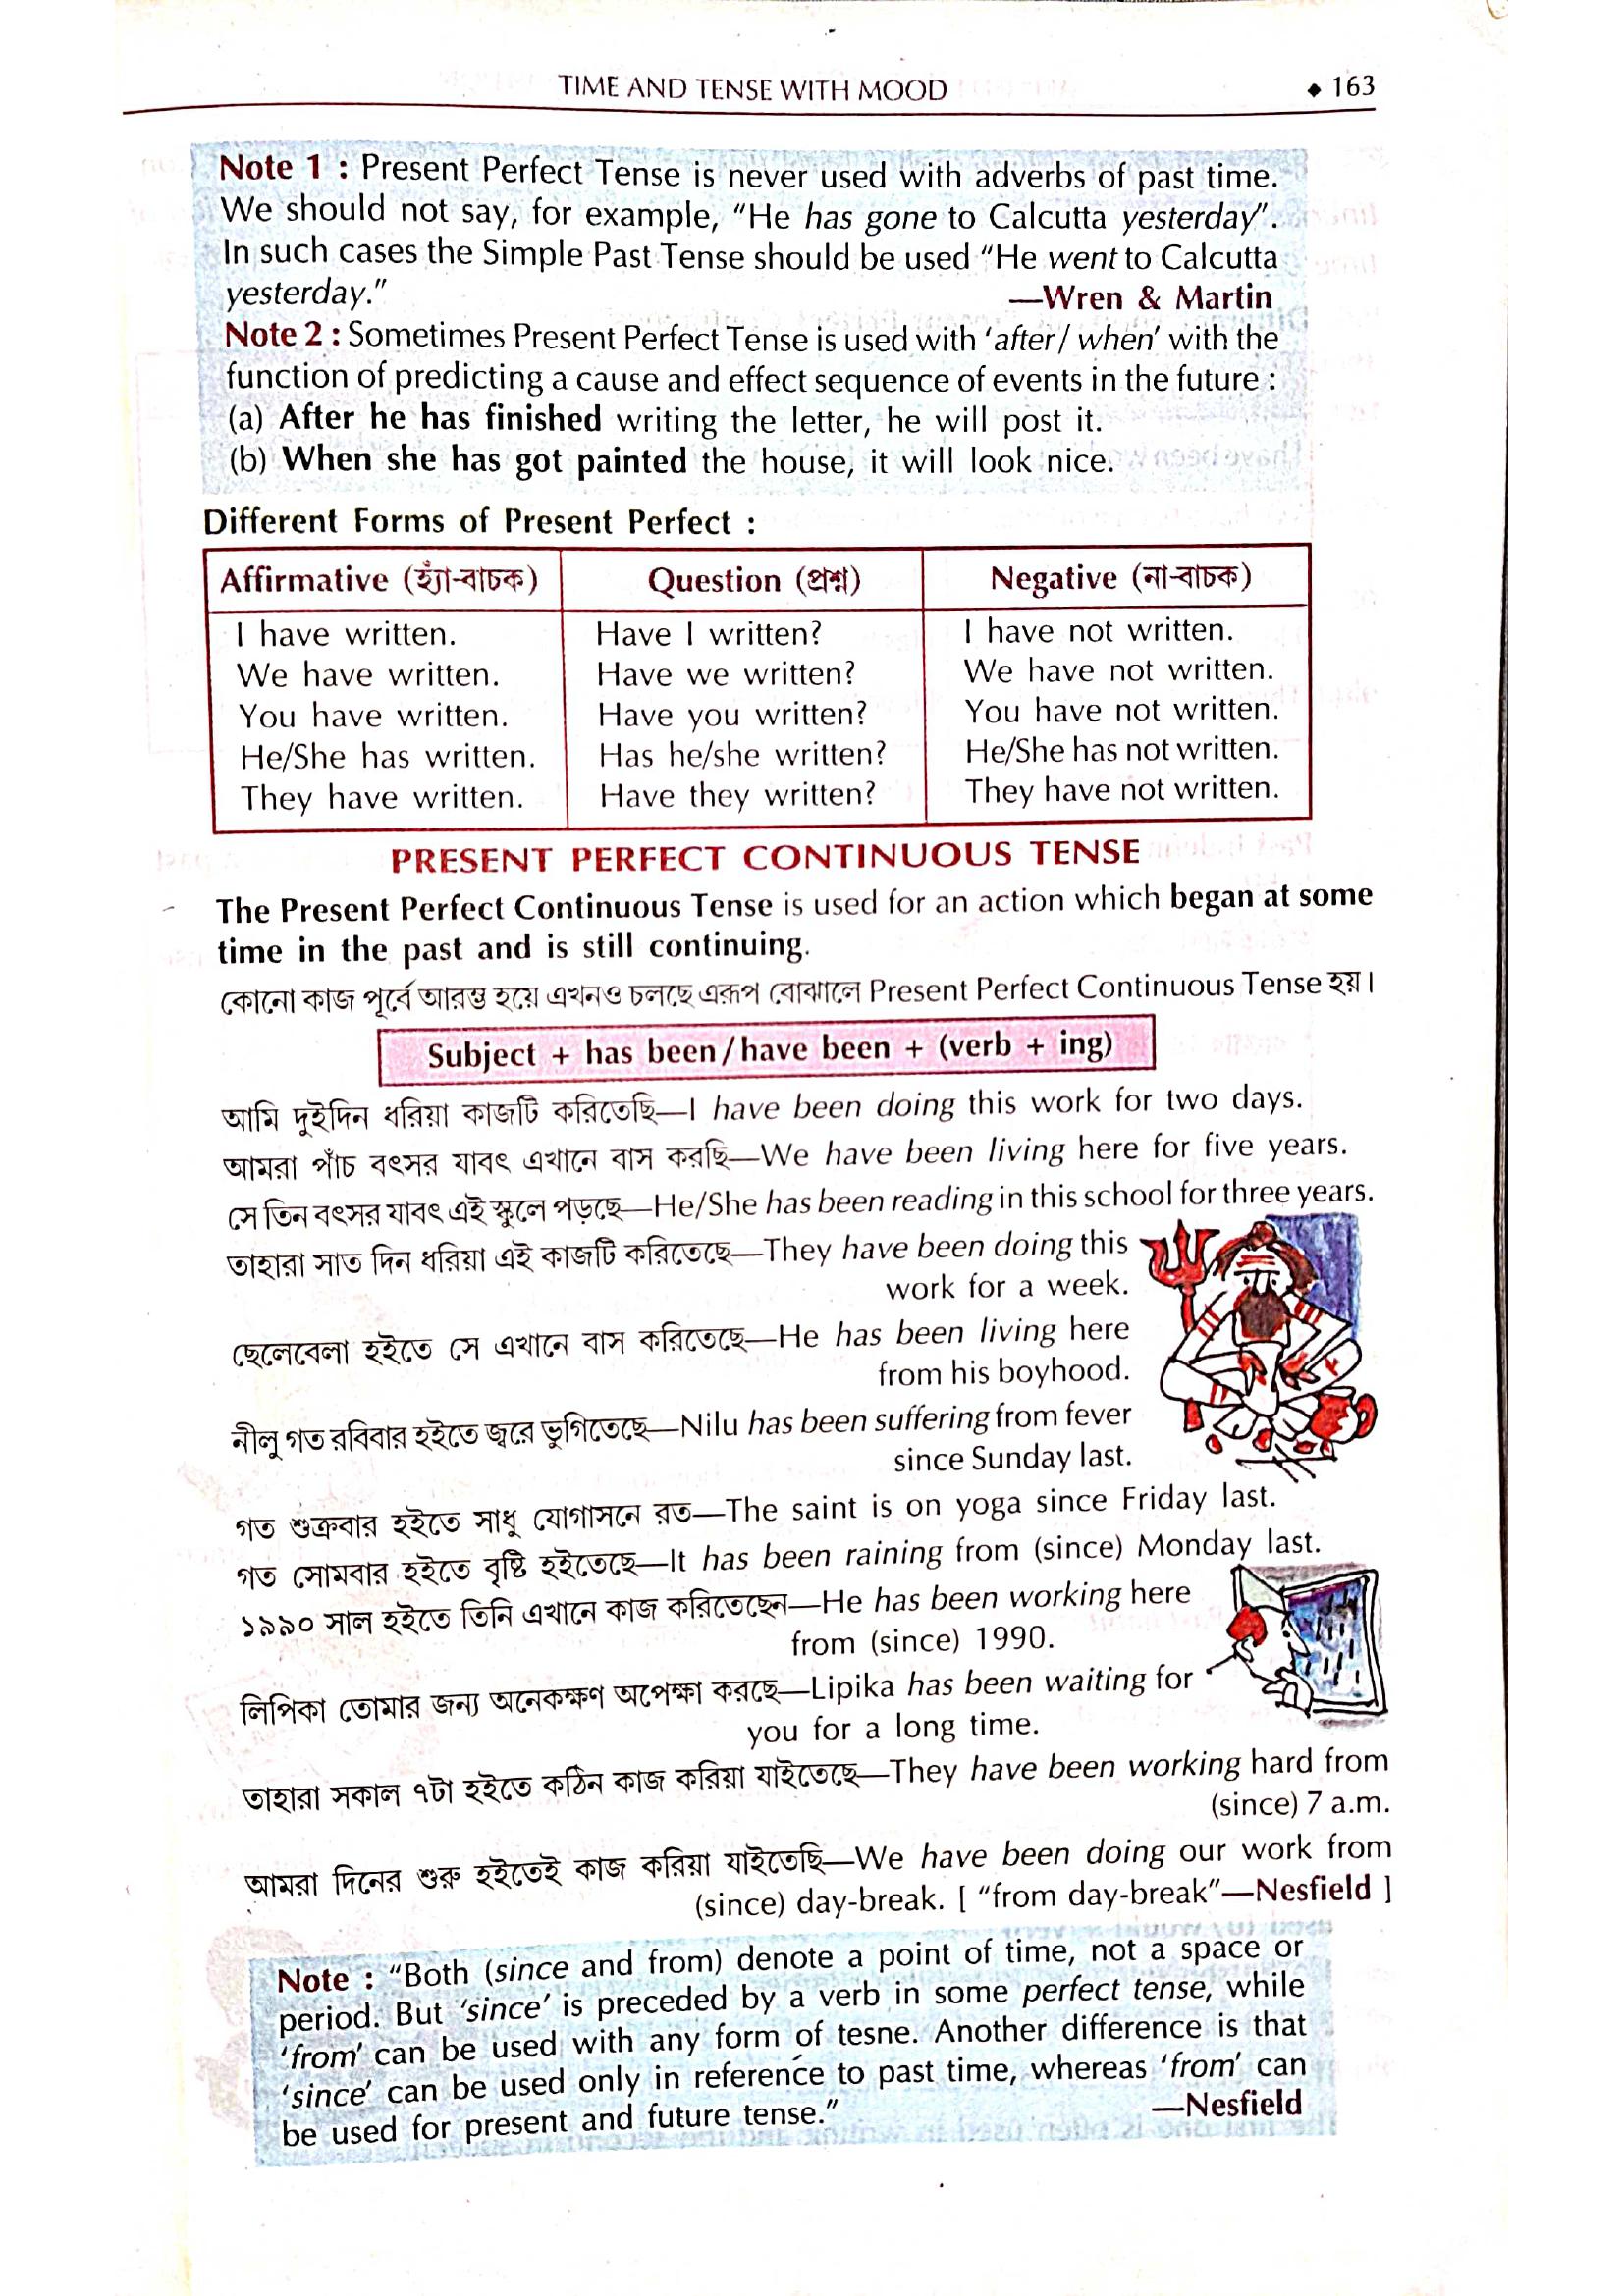 TIME AND TENSE WITH MOOD ◆ 163
Note 1 : Present Perfect Tense is never used with adverbs of past time.
We should not say, for example, “He has gone to Calcutta yesterday”.
In such cases the Simple Past Tense should be used “He went to Calcutta
yesterday.” —Wren & Martin
Note 2 : Sometimes Present Perfect Tense is used with ‘after/ when’ with the
function of predicting a cause and effect sequence of events in the future :
(a) After he has finished writing the letter, he will post it.
(b) When she has got painted the house, it will look nice.
Different Forms of Present Perfect :
Affirmative (হ্যাঁ-বাচক) Question (প্রশ্ন) Negative (না-বাচক)
I have written. Have I written? I have not written.
We have written. Have we written? We have not written.
You have written. Have you written? You have not written.
He/She has written. Has he/she written? He/She has not written.
They have written. Have they written? They have not written.
PRESENT PERFECT CONTINUOUS TENSE
The Present Perfect Continuous Tense is used for an action which began at some
time in the past and is still continuing.
কোনো কাজ পূর্বে আরম্ভ হয়ে এখনও চলছে এরূপ বোঝালে Present Perfect Continuous Tense হয়।
Subject + has been/have been + (verb + ing)
আমি দুইদিন ধরিয়া কাজটি করিতেছি—I have been doing this work for two days.
আমরা পাঁচ বৎসর যাবৎ এখানে বাস করছি—We have been living here for five years.
সে তিন বৎসর যাবৎ এই স্কুলে পড়ছে—He/She has been reading in this school for three years.
তাহারা সাত দিন ধরিয়া এই কাজটি করিতেছে—They have been doing this
work for a week.
ছেলেবেলা হইতে সে এখানে বাস করিতেছে—He has been living here
from his boyhood.
নীলু গত রবিবার হইতে জ্বরে ভুগিতেছে—Nilu has been suffering from fever
since Sunday last.
গত শুক্রবার হইতে সাধু যোগাসনে রত—The saint is on yoga since Friday last.
গত সোমবার হইতে বৃষ্টি হইতেছে—It has been raining from (since) Monday last.
১৯৯০ সাল হইতে তিনি এখানে কাজ করিতেছেন—He has been working here
from (since) 1990.
লিপিকা তোমার জন্য অনেকক্ষণ অপেক্ষা করছে—Lipika has been waiting for
you for a long time.
তাহারা সকাল ৭টা হইতে কঠিন কাজ করিয়া যাইতেছে—They have been working hard from
(since) 7 a.m.
আমরা দিনের শুরু হইতেই কাজ করিয়া যাইতেছি—We have been doing our work from
(since) day-break. [ “from day-break”—Nesfield ]
Note : “Both (since and from) denote a point of time, not a space or
period. But ‘since’ is preceded by a verb in some perfect tense, while
‘from’ can be used with any form of tesne. Another difference is that
‘since’ can be used only in reference to past time, whereas ‘from’ can
be used for present and future tense.” —Nesfield